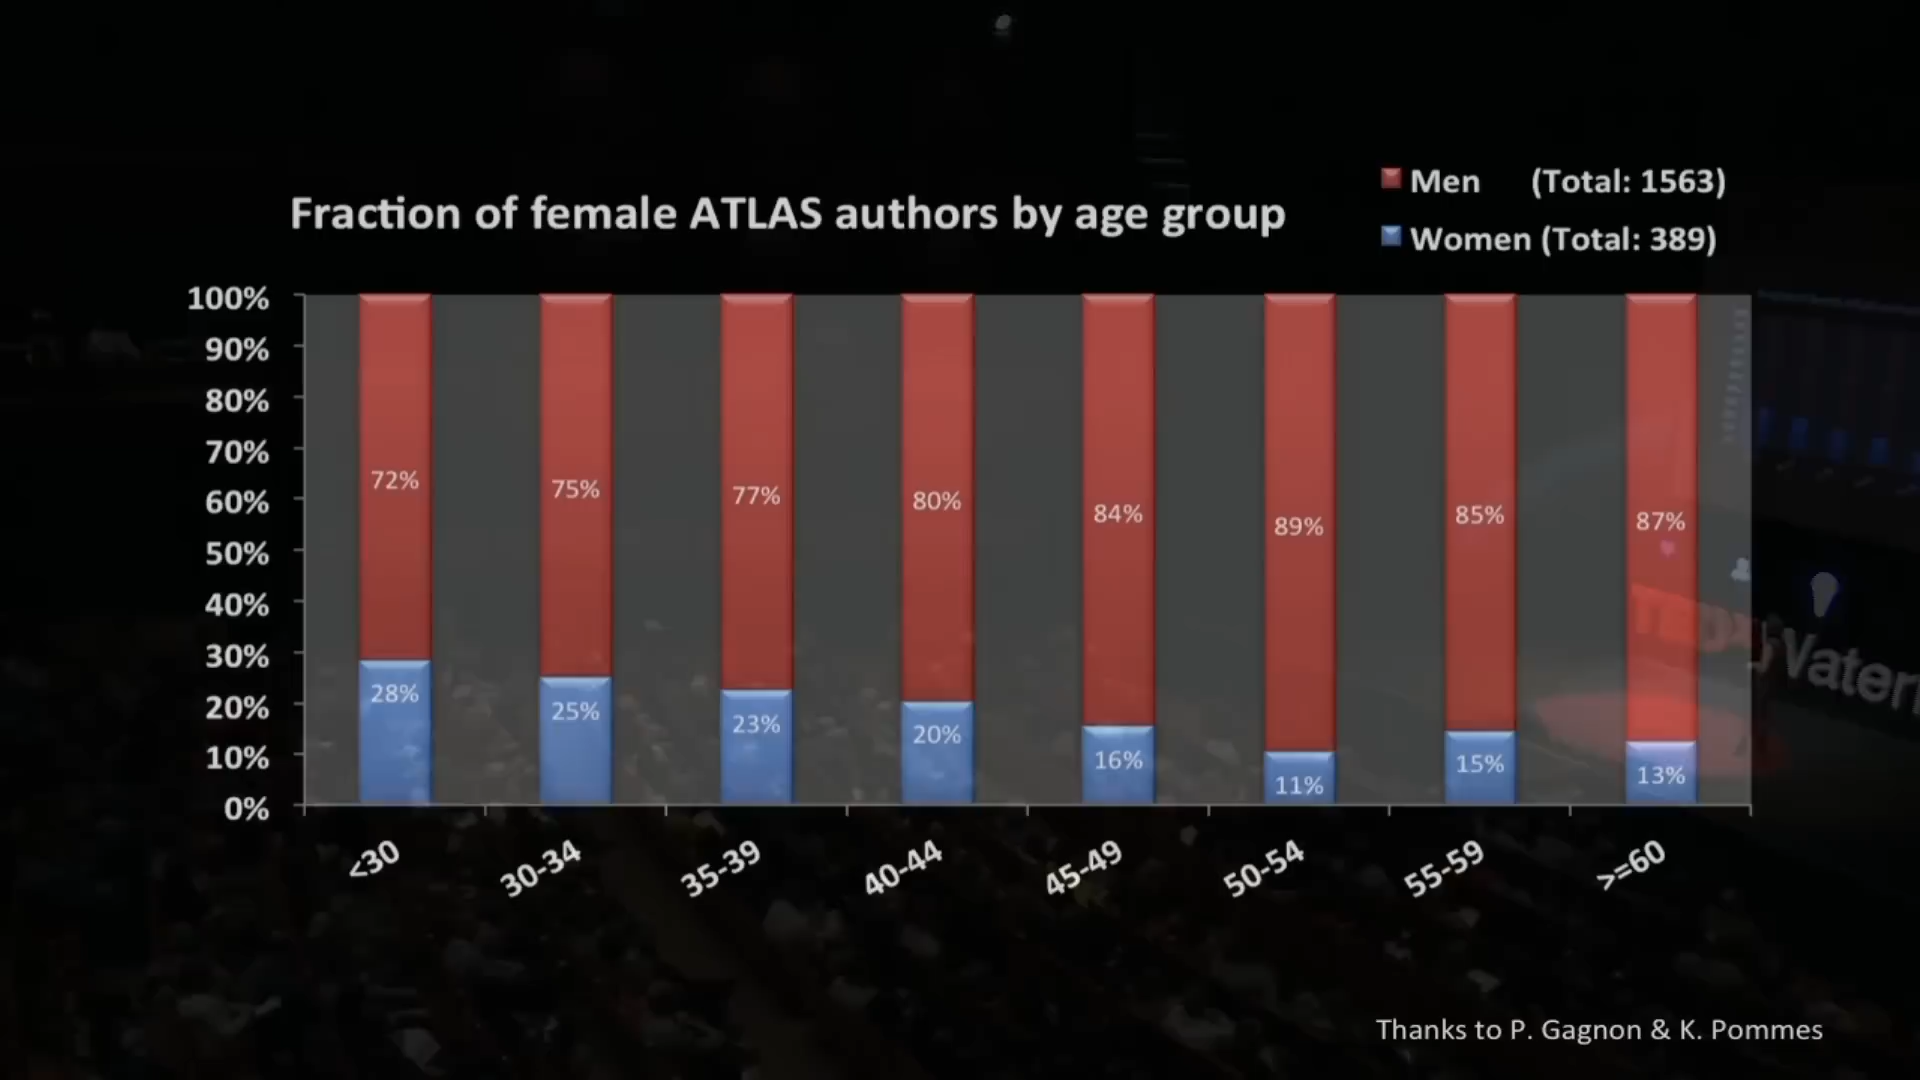 Men (Total: 1563)
Fraction of female ATLAS authors by age group
Women (Total: 389)
100%
90%
80%
70%
60%
50%
40%
30%
20%
10%
0%
72% 75% 77% 80% 84% 89% 85% 87%
28% 25% 23% 20% 16% 11% 15% 13%
<30 30-34 35-39 40-44 45-49 50-54 55-59 >=60
Thanks to P. Gagnon & K. Pommes